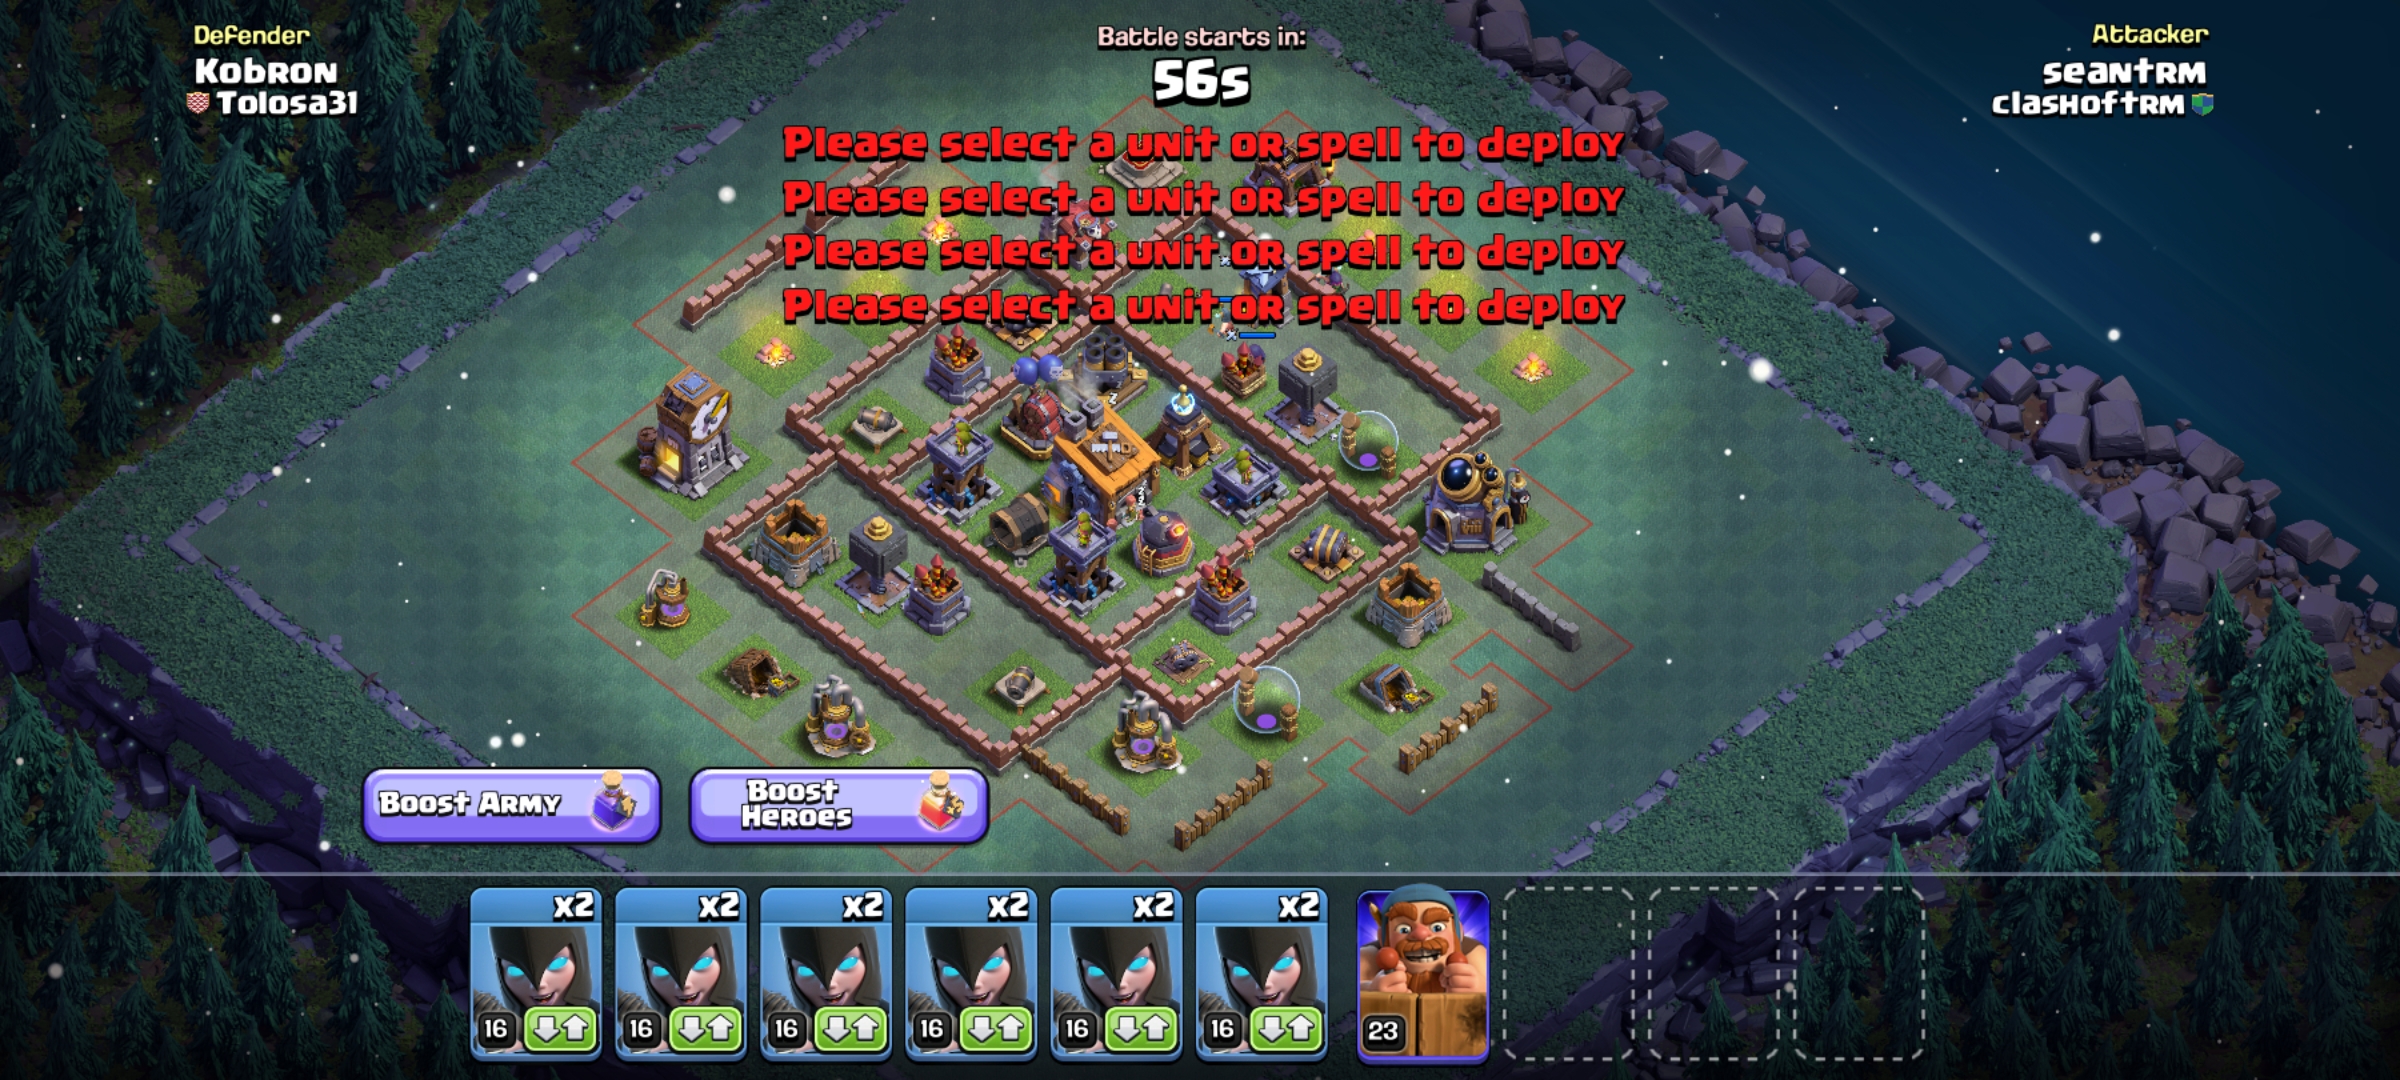 Defender
KobRon
Tolosa31
Battle starts in:
56s
Attacker
seantRM
clashoftRM
Please select a unit or spell to deploy
Please select a unit or spell to deploy
Please select a unit or spell to deploy
Please select a unit or spell to deploy
Boost Army
Boost
Heroes
x2
x2
x2
x2
x2
x2
16
16
16
16
16
16
23